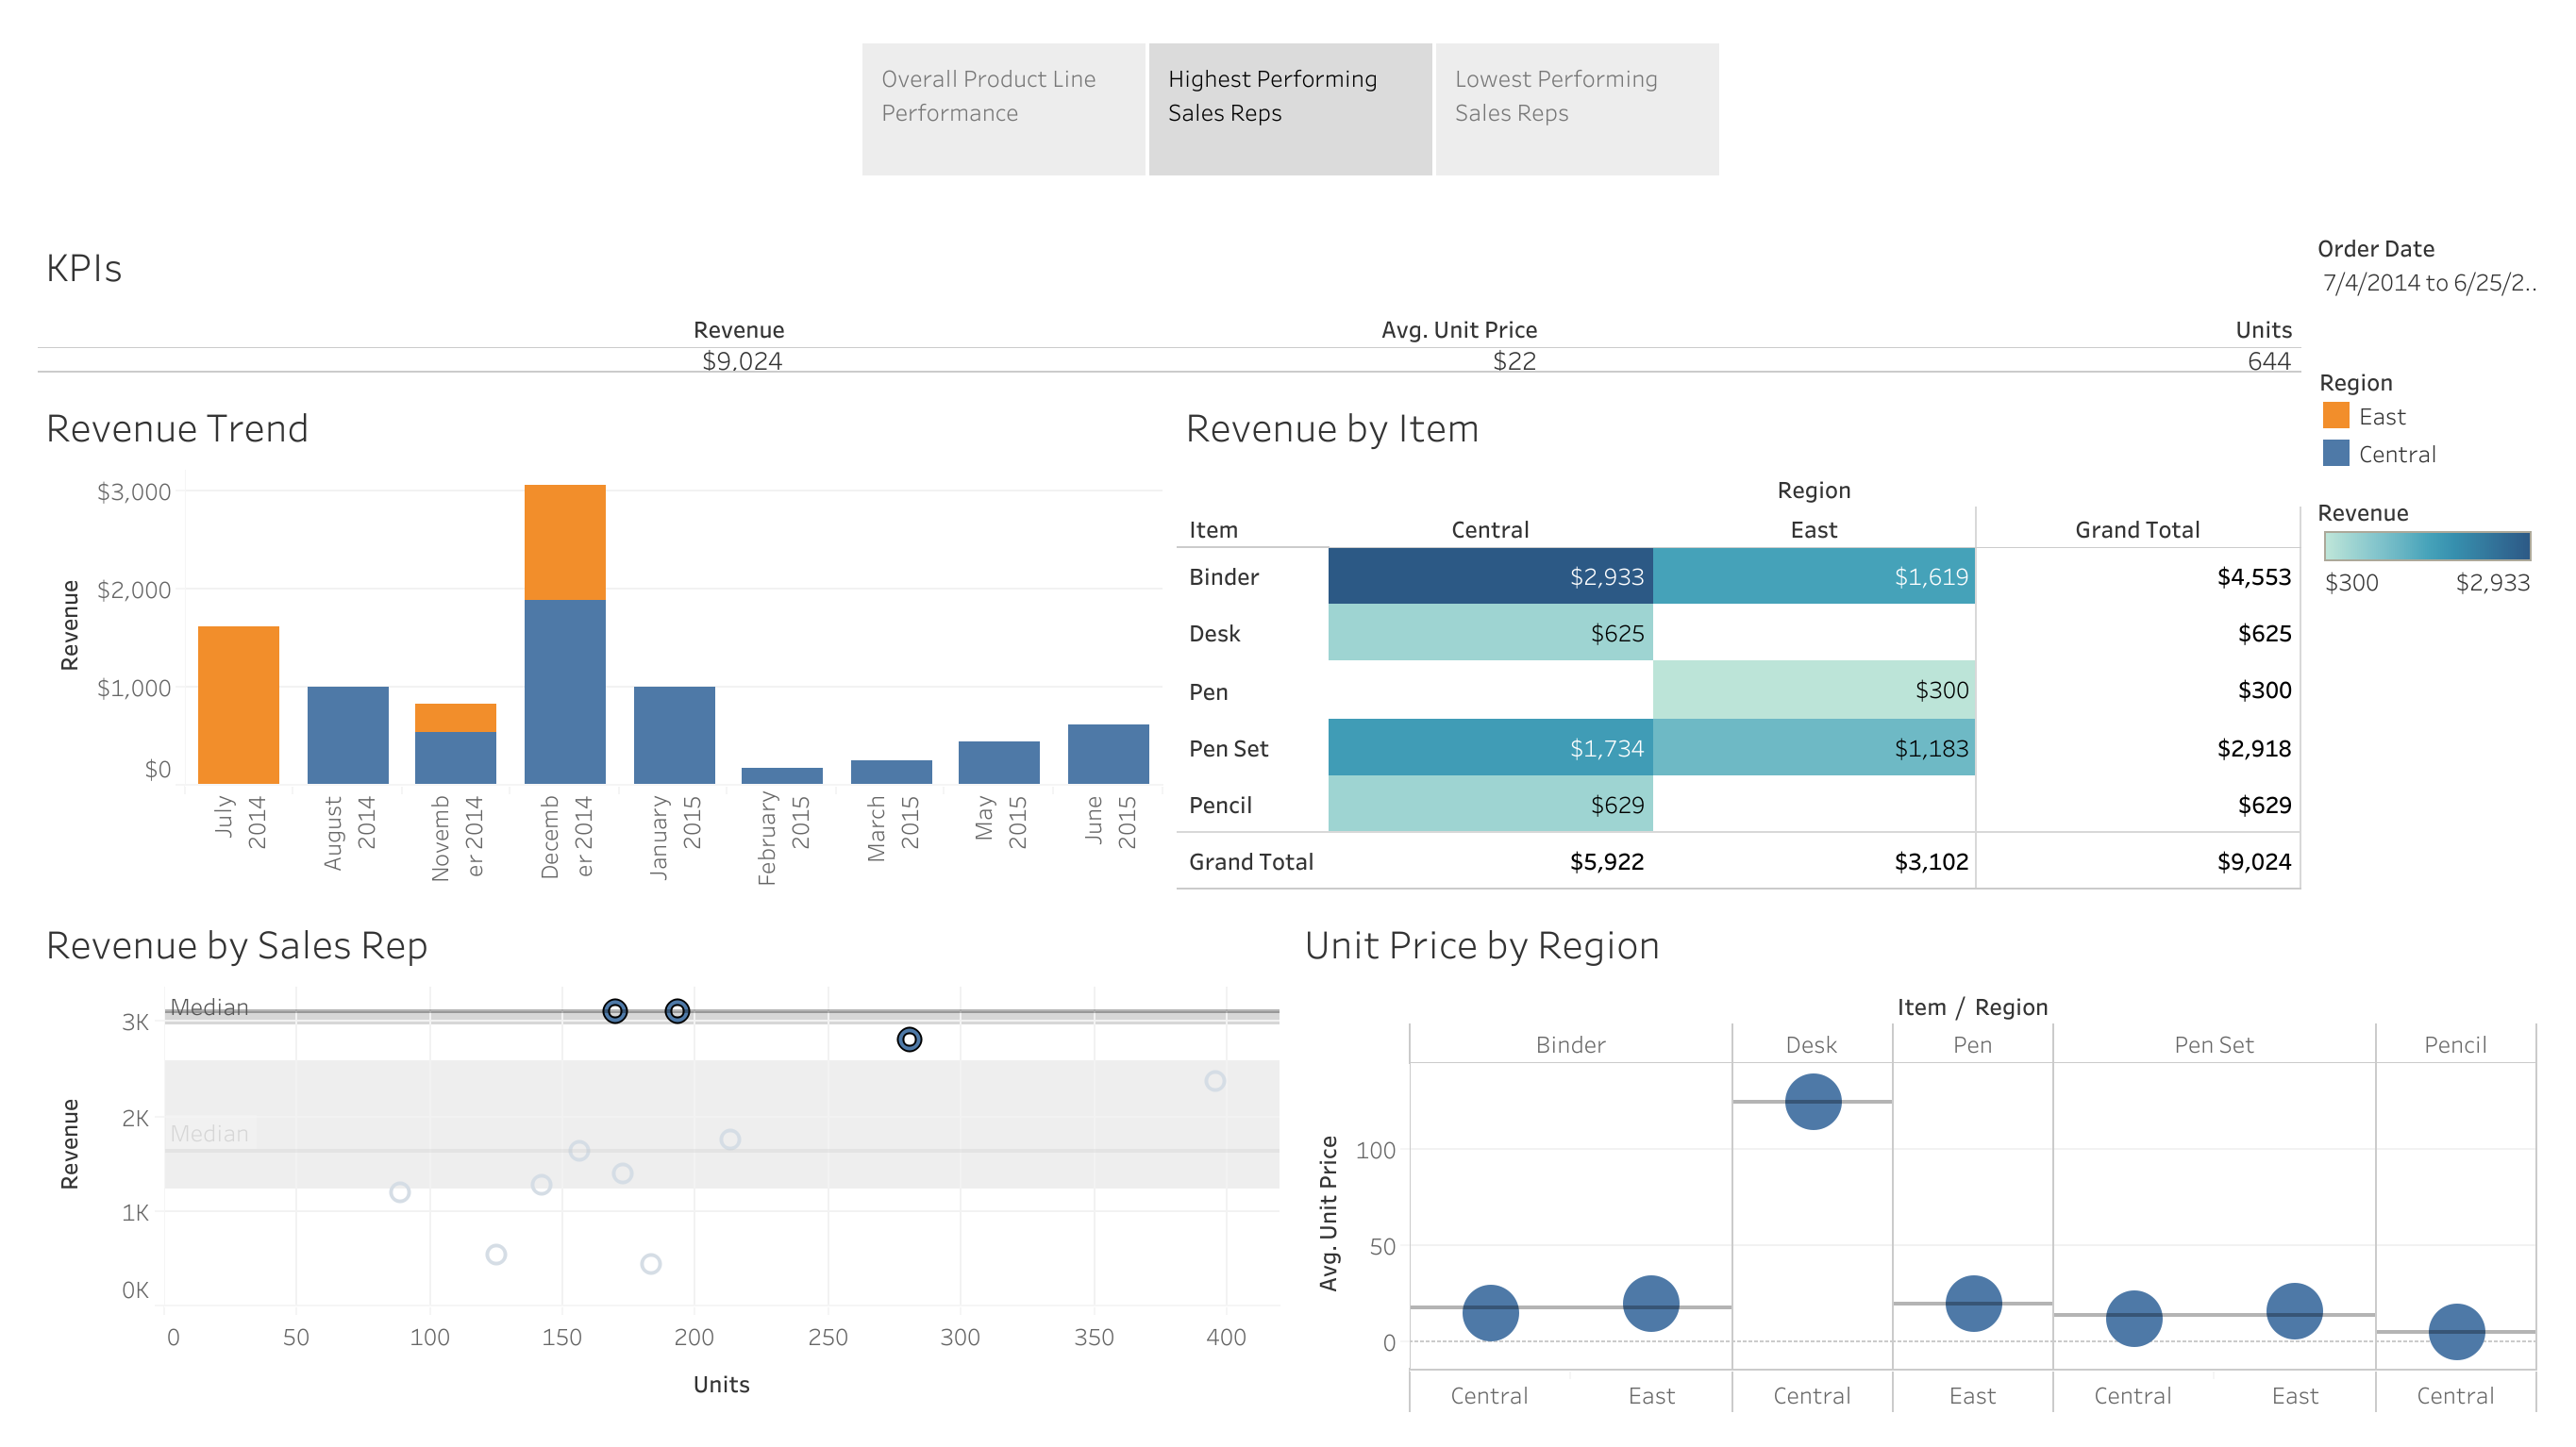 Overall Product Line
Performance
Highest Performing
Sales Reps
Lowest Performing
Sales Reps
KPIs
Order Date
7/4/2014 to 6/25/2..
Revenue Avg. Unit Price Units
$9,024 $22 644
Region
East
Central
Revenue
$300 $2,933
Revenue Trend
Revenue
$3,000
$2,000
$1,000
$0
July
2014
August
2014
Novemb
er 2014
Decemb
er 2014
January
2015
February
2015
March
2015
May
2015
June
2015
Revenue by Item
Region
Item Central East Grand Total
Binder $2,933 $1,619 $4,553
Desk $625 $625
Pen $300 $300
Pen Set $1,734 $1,183 $2,918
Pencil $629 $629
Grand Total $5,922 $3,102 $9,024
Revenue by Sales Rep
Revenue
Median
3K
2K
Median
1K
0K
0 50 100 150 200 250 300 350 400
Units
Unit Price by Region
Item / Region
Binder Desk Pen Pen Set Pencil
Avg. Unit Price
100
50
0
Central East Central East Central East Central